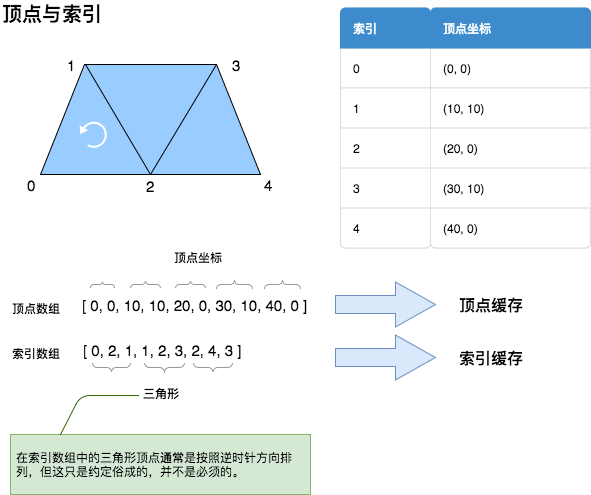 顶点与索引
1
3
0
2
4
索引 顶点坐标
0 (0, 0)
1 (10, 10)
2 (20, 0)
3 (30, 10)
4 (40, 0)
顶点坐标
顶点数组 [ 0, 0, 10, 10, 20, 0, 30, 10, 40, 0 ] 顶点缓存
索引数组 [ 0, 2, 1, 1, 2, 3, 2, 4, 3 ] 索引缓存
三角形
在索引数组中的三角形顶点通常是按照逆时针方向排
列，但这只是约定俗成的，并不是必须的。